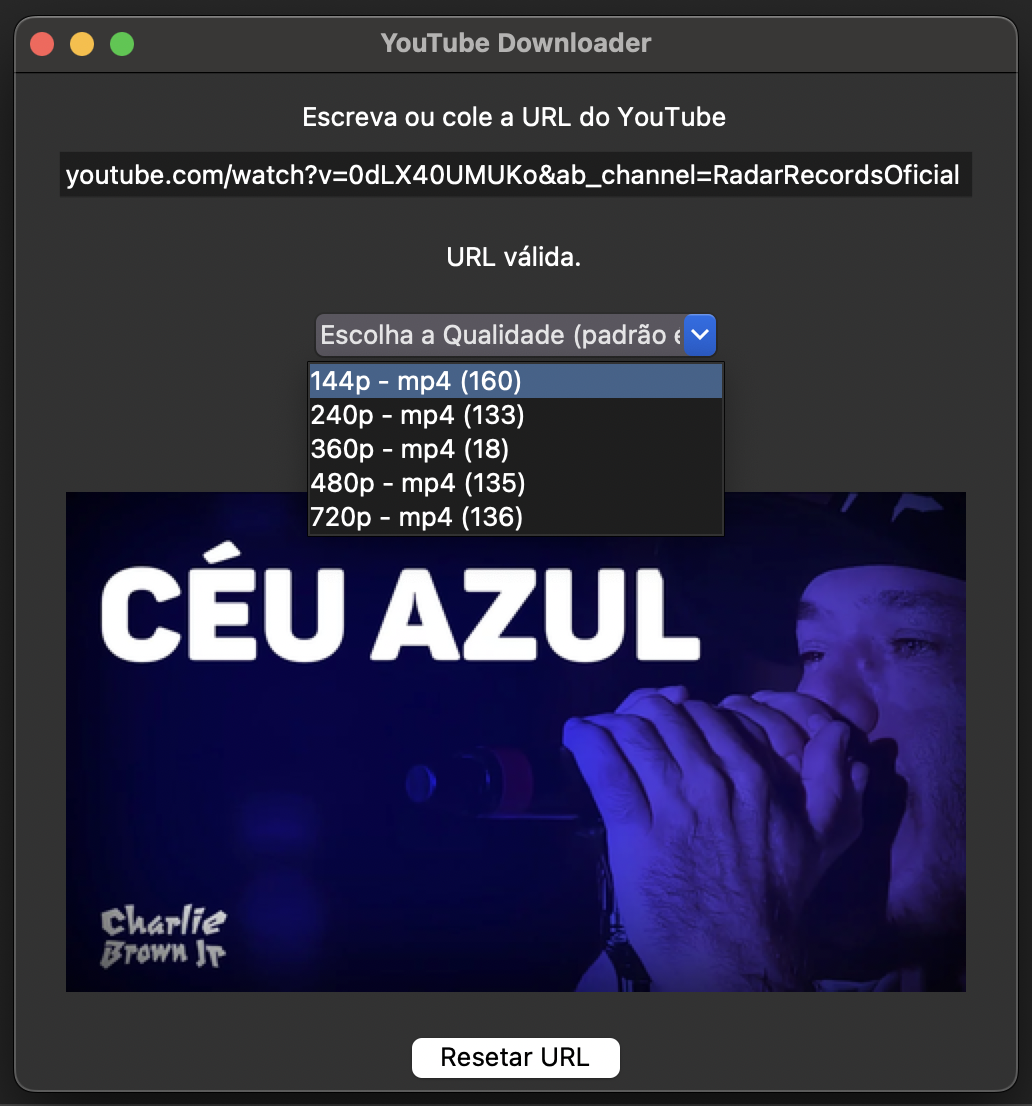 YouTube Downloader
Escreva ou cole a URL do YouTube
youtube.com/watch?v=0dLX40UMUKo&ab_channel=RadarRecordsOficial
URL válida.
Escolha a Qualidade (padrão é
144p - mp4 (160)
240p - mp4 (133)
360p - mp4 (18)
480p - mp4 (135)
720p - mp4 (136)
CÉU AZUL
Charlie
Brown Jr
Resetar URL